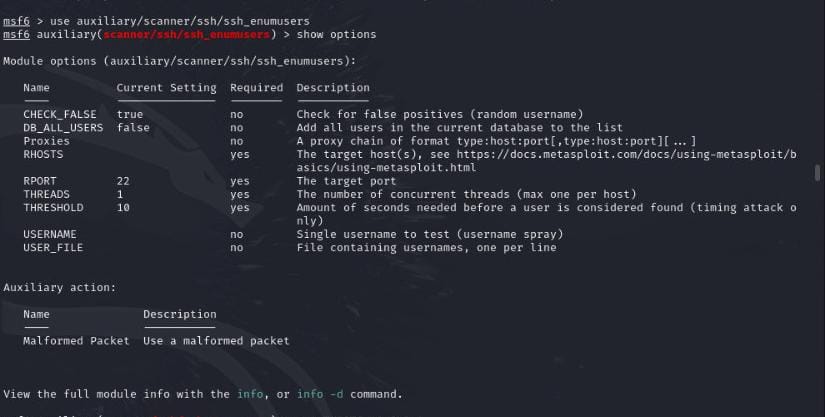 msf6 > use auxiliary/scanner/ssh/ssh_enumusers
msf6 auxiliary(scanner/ssh/ssh_enumusers) > show options
Module options (auxiliary/scanner/ssh/ssh_enumusers):
Name Current Setting Required Description
CHECK_FALSE true no Check for false positives (random username)
DB_ALL_USERS false no Add all users in the current database to the list
Proxies no A proxy chain of format type:host:port[,type:host:port][...]
RHOSTS yes The target host(s), see https://docs.metasploit.com/docs/using-metasploit/b
asics/using-metasploit.html
RPORT 22 yes The target port
THREADS 1 yes The number of concurrent threads (max one per host)
THRESHOLD 10 yes Amount of seconds needed before a user is considered found (timing attack o
nly)
USERNAME no Single username to test (username spray)
USER_FILE no File containing usernames, one per line
Auxiliary action:
Name Description
Malformed Packet Use a malformed packet
View the full module info with the info, or info -d command.